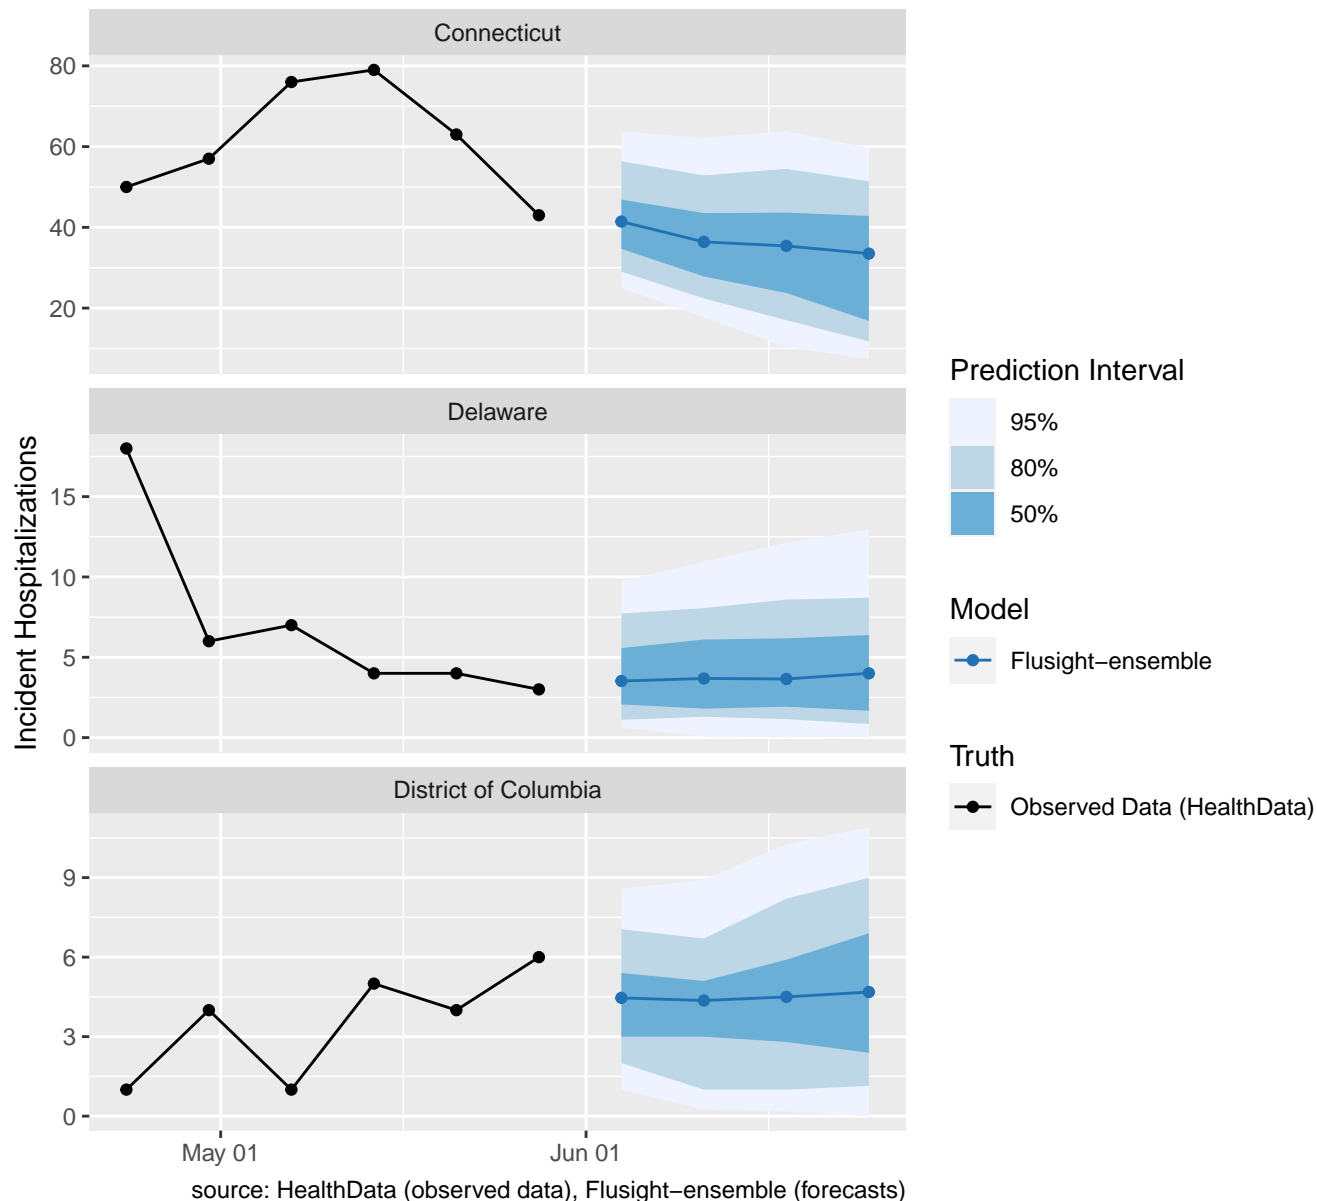 Connecticut
80
60
40
20
Delaware
15
10
5
0
District of Columbia
9
6
3
0
May 01
Jun 01
Incident Hospitalizations
source: HealthData (observed data), Flusight−ensemble (forecasts)
Prediction Interval
95%
80%
50%
Model
Flusight−ensemble
Truth
Observed Data (HealthData)